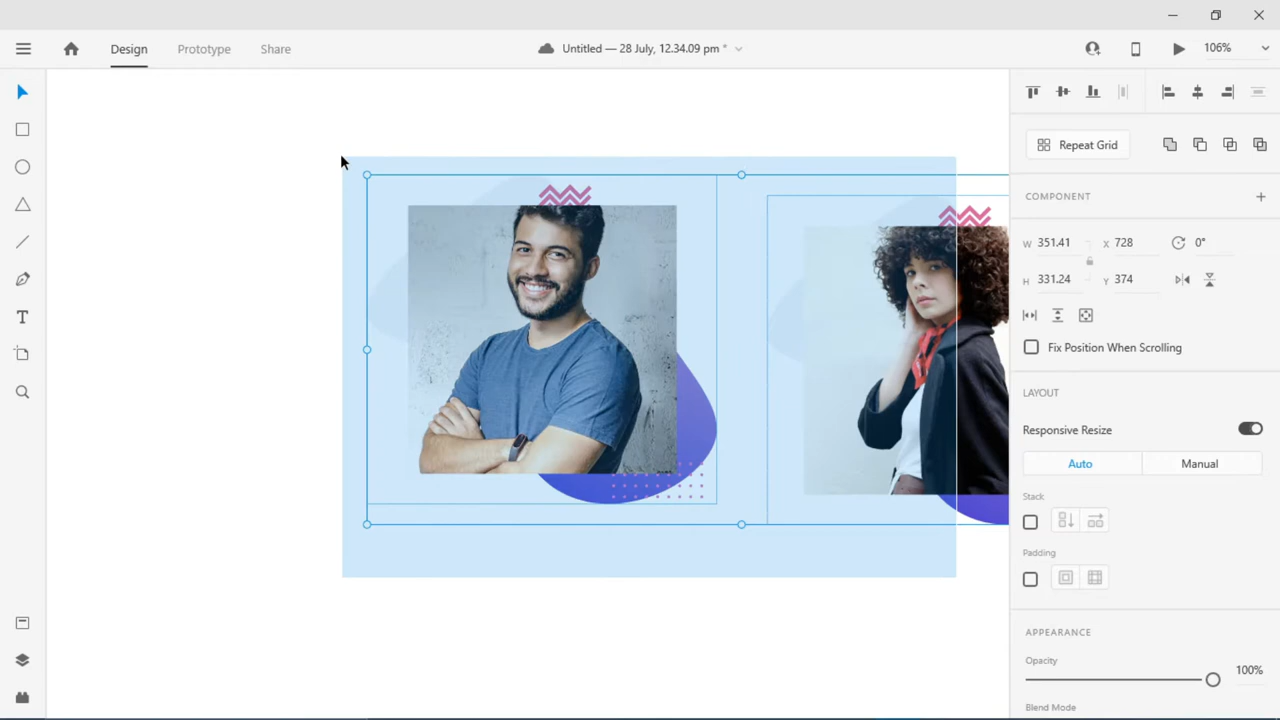 Design Prototype Share Untitled — 28 July, 12.34.09 pm * 106%
Repeat Grid
COMPONENT
W 351.41 X 728 0°
H 331.24 Y 374
Fix Position When Scrolling
LAYOUT
Responsive Resize
Auto Manual
Stack
Padding
APPEARANCE
Opacity
100%
Blend Mode
T